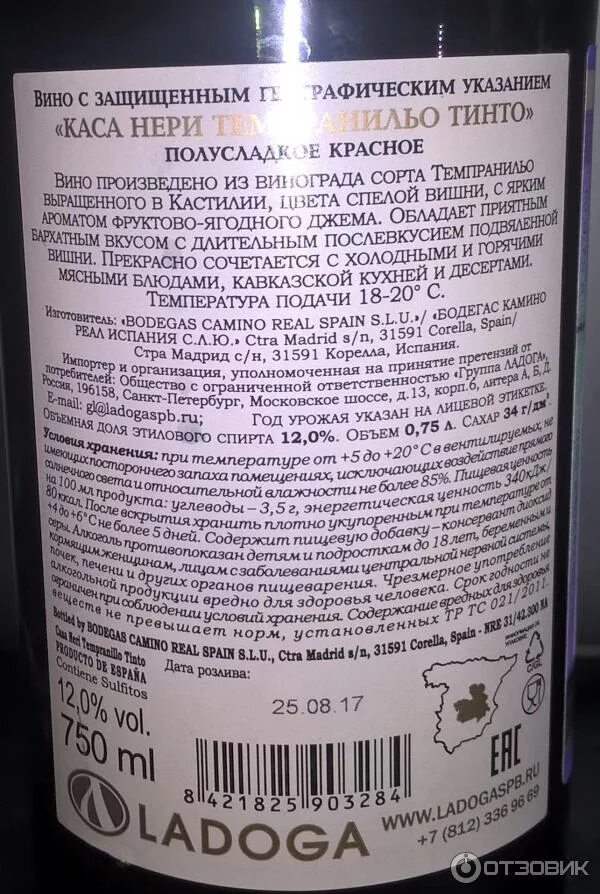 Вино с защищенным географическим указанием
«КАСА НЕРИ ТЕМПРАНИЛЬО ТИНТО»
ПОЛУСЛАДКОЕ КРАСНОЕ
Вино произведено из винограда сорта Темпранильо
выращенного в Кастилии, цвета спелой вишни, с ярким
ароматом фруктово-ягодного джема. Обладает приятным
бархатным вкусом с длительным послевкусием подвяленной
вишни. Прекрасно сочетается с холодными и горячими
мясными блюдами, кавказской кухней и десертами.
Температура подачи 18-20° С.
Изготовитель: «BODEGAS CAMINO REAL SPAIN S.L.U.»/ «БОДЕГАС КАМИНО
РЕАЛ ИСПАНИЯ С.Л.Ю.» Ctra Madrid s/n, 31591 Corella, Spain/
Стра Мадрид с/н, 31591 Корелла, Испания.
Импортер и организация, уполномоченная на принятие претензий от
потребителей: Общество с ограниченной ответственностью «Группа ЛАДОГА»,
Россия, 196158, Санкт-Петербург, Московское шоссе, д.13, корп.6, литера А, Б, Д.
E-mail: gl@ladogaspb.ru; Год урожая указан на лицевой этикетке.
Объемная доля этилового спирта 12,0%. Объем 0,75 л. Сахар 34 г/дм³.
Условия хранения: при температуре от +5 до +20° С в вентилируемых, не
имеющих постороннего запаха помещениях, исключающих воздействие прямого
солнечного света и относительной влажности не более 85%. Пищевая ценность
на 100 мл продукта: углеводы – 3,5 г, энергетическая ценность 340кДж/
80 ккал. После вскрытия хранить плотно укупоренным при температуре от
+4 до +6°С не более 5 дней. Содержит пищевую добавку – консервант диоксид
серы. Алкоголь противопоказан детям и подросткам до 18 лет, беременным и
кормящим женщинам, лицам с заболеваниями центральной нервной системы,
почек, печени и других органов пищеварения. Чрезмерное употребление
алкогольной продукции вредно для здоровья человека. Срок годности не
ограничен при соблюдении условий хранения. Содержание вредных для здоровья
веществ не превышает норм, установленных ТР ТС 021/2011.
Bottled by BODEGAS CAMINO REAL SPAIN S.L.U., Ctra Madrid s/n, 31591 Corella, Spain - NRE 31/42.300 NA
Casa Neri Tempranillo Tinto
PRODUCTO DE ESPAÑA
Contiene Sulfitos
Дата розлива:
25.08.17
12,0% vol.
750 ml
C/GL
EAC
8 421825 903284
LADOGA
WWW.LADOGASPB.RU
+7 (812) 336 96 69
ОТЗОВИК